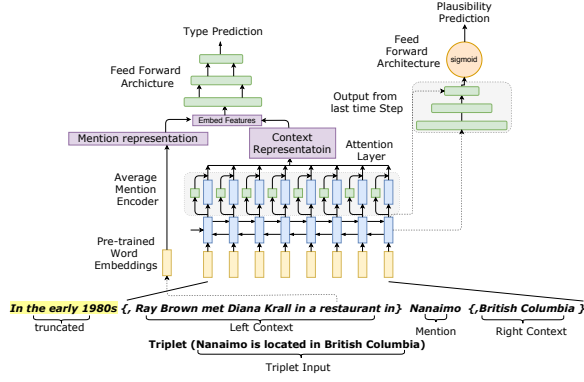 Plausibility
Prediction
Type Prediction
Feed
Forward
Architecture
sigmoid
Feed Forward
Archicture
Output from
last time Step
Embed Features
Mention representation
Context
Representatoin
Attention
Layer
Average
Mention
Encoder
Pre-trained
Word
Embeddings
In the early 1980s {, Ray Brown met Diana Krall in a restaurant in} Nanaimo {,British Columbia }
truncated
Left Context
Mention
Right Context
Triplet (Nanaimo is located in British Columbia)
Triplet Input